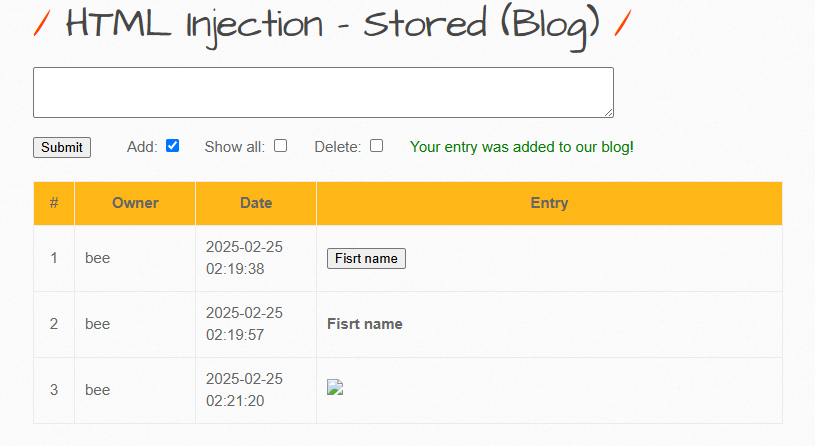 / HTML Injection - Stored (Blog) /
Submit Add: Show all: Delete: Your entry was added to our blog!
# Owner Date Entry
1 bee 2025-02-25 02:19:38 Fisrt name
2 bee 2025-02-25 02:19:57 Fisrt name
3 bee 2025-02-25 02:21:20